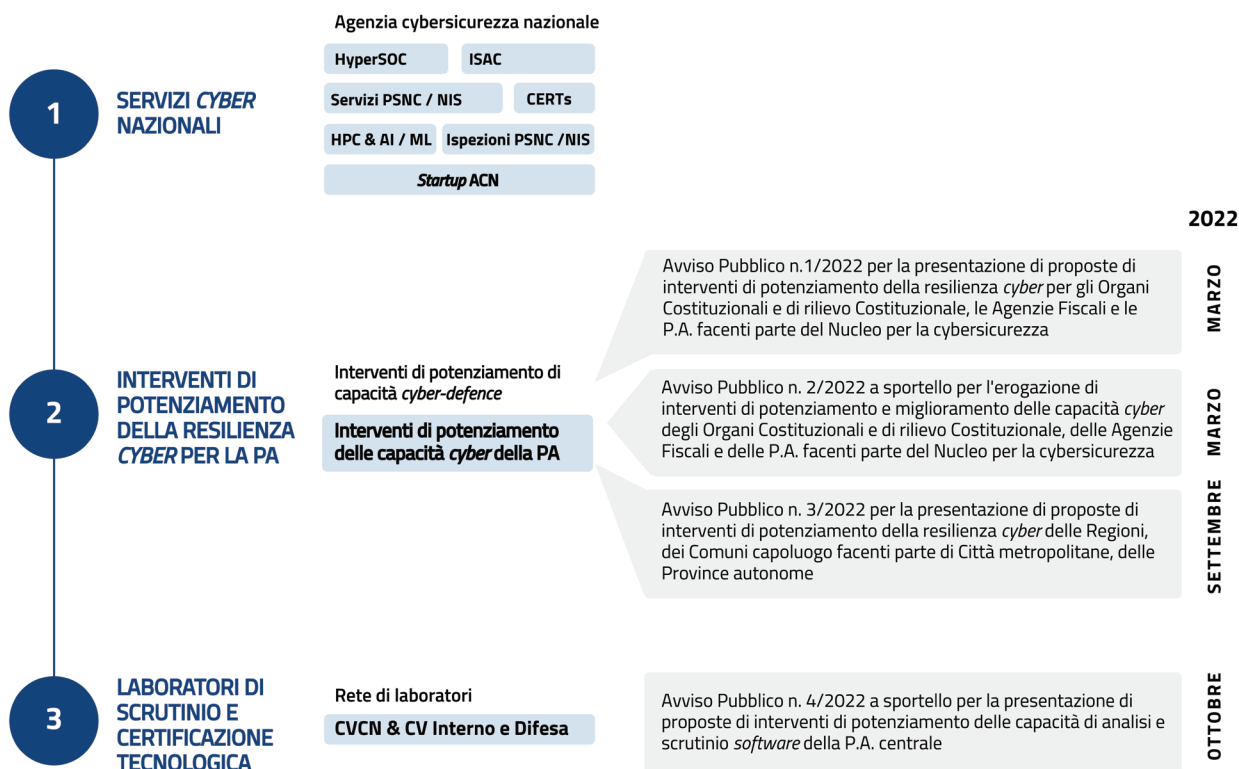 Agenzia cybersicurezza nazionale
HyperSOC
ISAC
Servizi PSNC / NIS
CERTs
HPC & AI / ML
Ispezioni PSNC /NIS
Startup ACN
1
SERVIZI CYBER
NAZIONALI
2022
Avviso Pubblico n.1/2022 per la presentazione di proposte di
interventi di potenziamento della resilienza cyber per gli Organi
Costituzionali e di rilievo Costituzionale, le Agenzie Fiscali e le
P.A. facenti parte del Nucleo per la cybersicurezza
MARZO
2
INTERVENTI DI
POTENZIAMENTO
DELLA RESILIENZA
CYBER PER LA PA
Interventi di potenziamento di
capacità cyber-defence
Interventi di potenziamento
delle capacità cyber della PA
Avviso Pubblico n. 2/2022 a sportello per l'erogazione di
interventi di potenziamento e miglioramento delle capacità cyber
degli Organi Costituzionali e di rilievo Costituzionale, delle Agenzie
Fiscali e delle P.A. facenti parte del Nucleo per la cybersicurezza
MARZO
Avviso Pubblico n. 3/2022 per la presentazione di proposte di
interventi di potenziamento della resilienza cyber delle Regioni,
dei Comuni capoluogo facenti parte di Città metropolitane, delle
Province autonome
SETTEMBRE
3
LABORATORI DI
SCRUTINIO E
CERTIFICAZIONE
TECNOLOGICA
Rete di laboratori
CVCN & CV Interno e Difesa
Avviso Pubblico n. 4/2022 a sportello per la presentazione di
proposte di interventi di potenziamento delle capacità di analisi e
scrutinio software della P.A. centrale
OTTOBRE